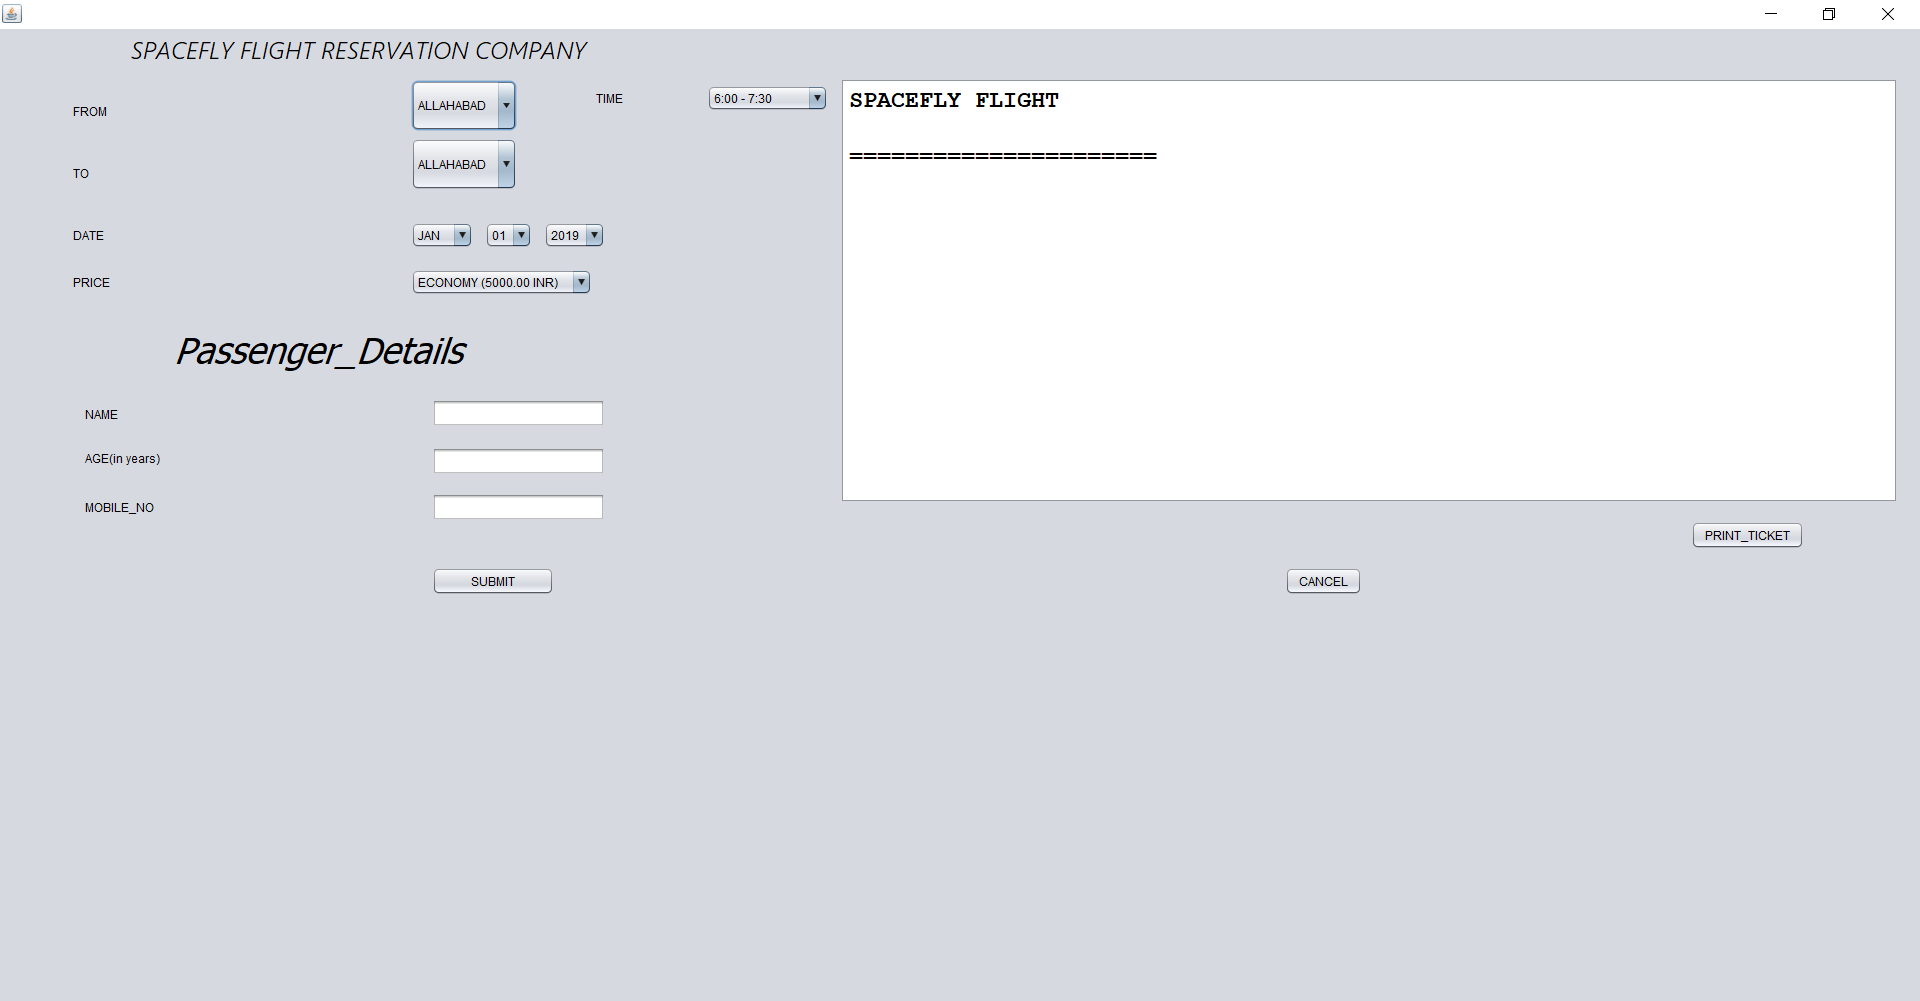 SPACEFLY FLIGHT RESERVATION COMPANY
FROM
ALLAHABAD
TIME
6:00 - 7:30
TO
ALLAHABAD
DATE
JAN
01
2019
PRICE
ECONOMY (5000.00 INR)
Passenger_Details
NAME
AGE(in years)
MOBILE_NO
SUBMIT
SPACEFLY FLIGHT
======================
PRINT_TICKET
CANCEL